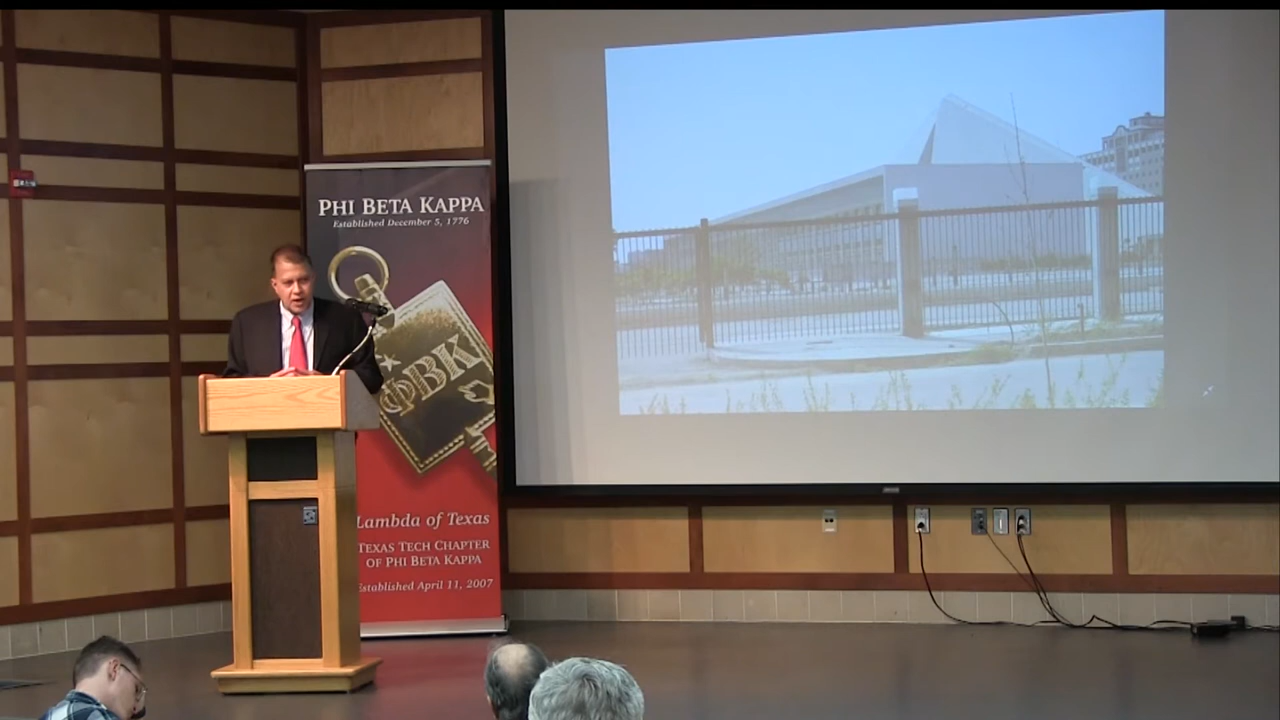 PHI BETA KAPPA
Established December 5, 1776
ΦΒΚ
Lambda of Texas
TEXAS TECH CHAPTER
OF PHI BETA KAPPA
Established April 11, 2007